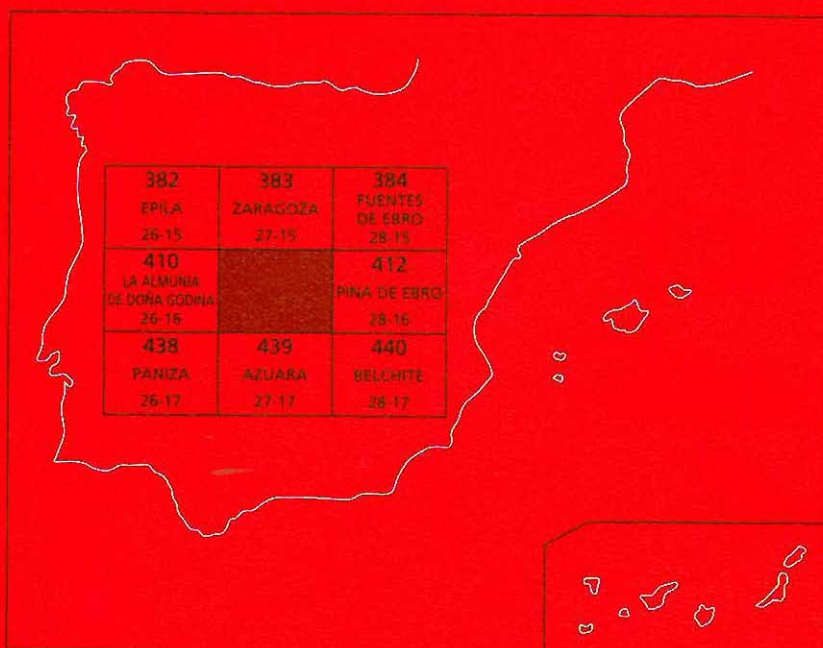 382
EPILA
26-15
383
ZARAGOZA
27-15
384
FUENTES
DE EBRO
28-15
410
LA ALMUNIA
DE DOÑA GODINA
26-16
412
PINA DE EBRO
28-16
438
PANIZA
26-17
439
AZUARA
27-17
440
BELCHITE
28-17